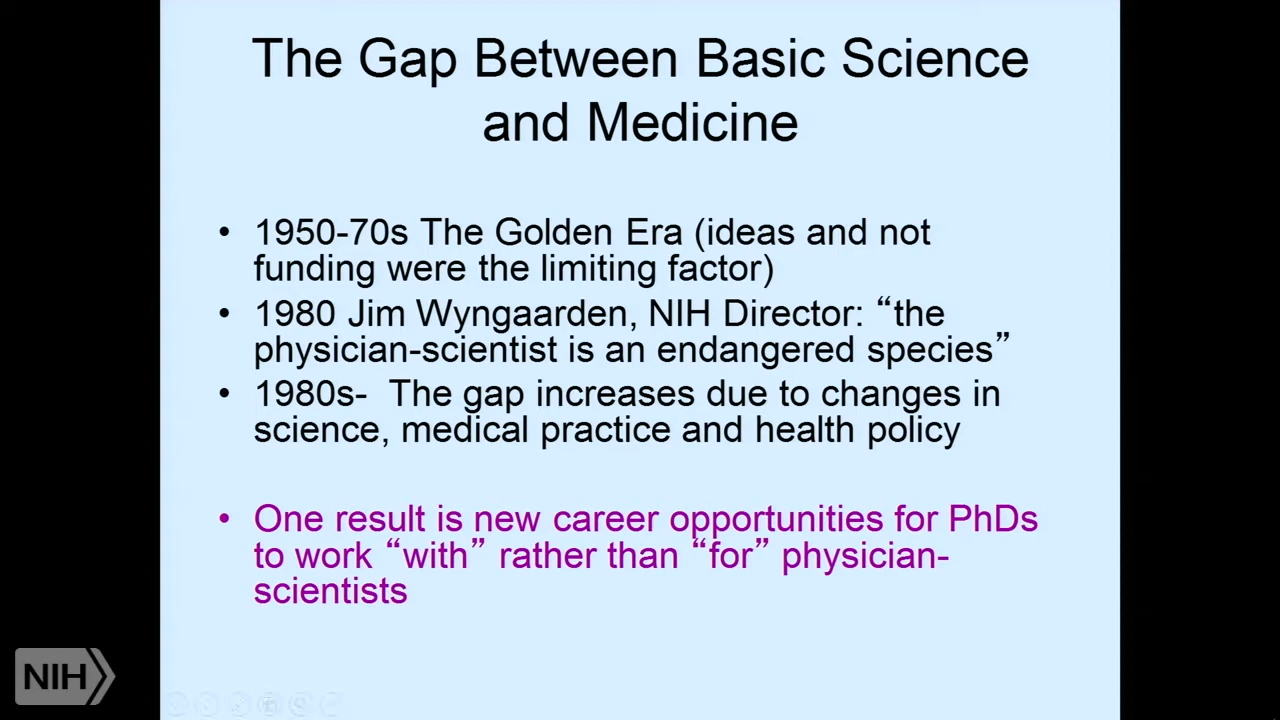 The Gap Between Basic Science
and Medicine
• 1950-70s The Golden Era (ideas and not
funding were the limiting factor)
• 1980 Jim Wyngaarden, NIH Director: “the
physician-scientist is an endangered species”
• 1980s-  The gap increases due to changes in
science, medical practice and health policy
• One result is new career opportunities for PhDs
to work “with” rather than “for” physician-
scientists
NIH